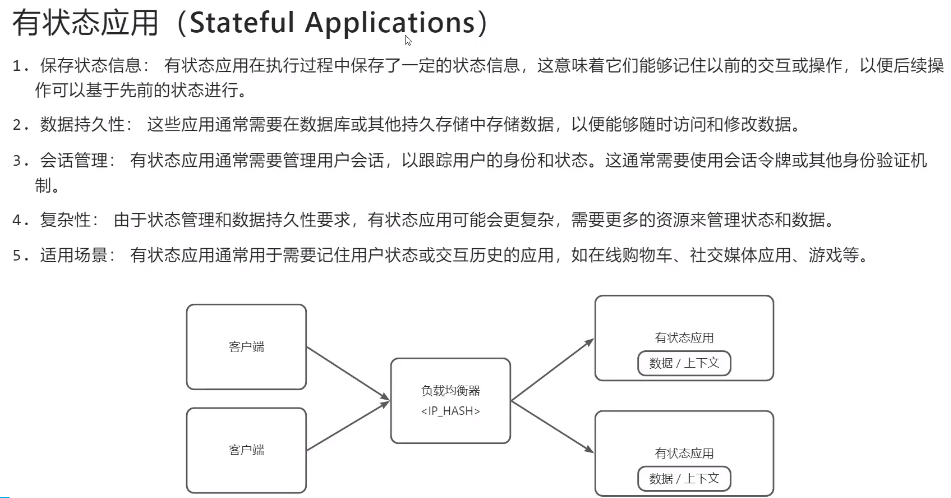 有状态应用（Stateful Applications）
1. 保存状态信息： 有状态应用在执行过程中保存了一定的状态信息，这意味着它们能够记住以前的交互或操作，以便后续操
作可以基于先前的状态进行。
2. 数据持久性： 这些应用通常需要在数据库或其他持久存储中存储数据，以便能够随时访问和修改数据。
3. 会话管理： 有状态应用通常需要管理用户会话，以跟踪用户的身份和状态。这通常需要使用会话令牌或其他身份验证机
制。
4. 复杂性： 由于状态管理和数据持久性要求，有状态应用可能会更复杂，需要更多的资源来管理状态和数据。
5. 适用场景： 有状态应用通常用于需要记住用户状态或交互历史的应用，如在线购物车、社交媒体应用、游戏等。
客户端
客户端
负载均衡器
<IP_HASH>
有状态应用
数据 / 上下文
有状态应用
数据 / 上下文